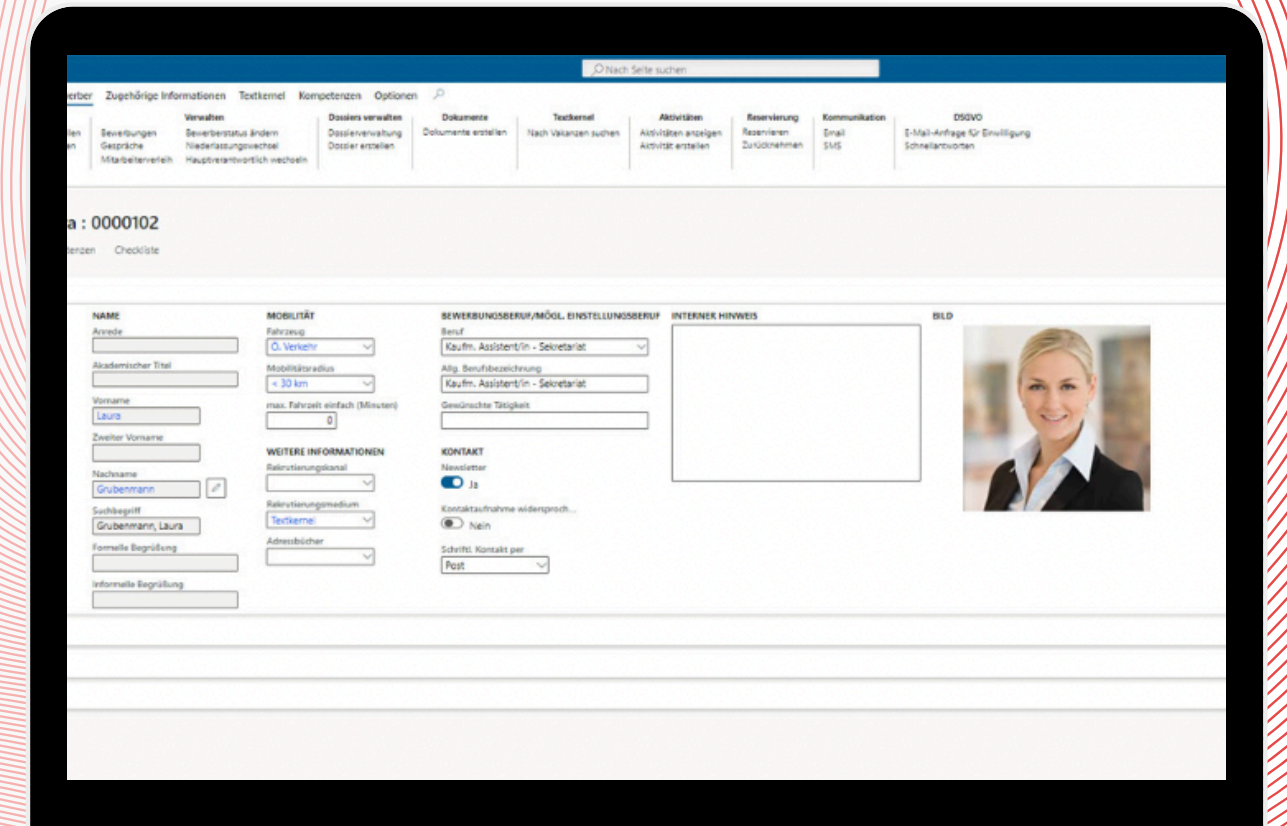 Nach Seite suchen
erber Zugehörige Informationen Textkernel Kompetenzen Optionen
Verwalten Dossiers verwalten Dokumente Textkernel Aktivitäten Reservierung Kommunikation DSGVO
llen Bewerbungen Bewerberstatus ändern Dossierverwaltung Dokumente erstellen Nach Vakanzen suchen Aktivitäten anzeigen Reservieren Email E-Mail-Anfrage für Einwilligung
en Gespräche Niederlassungswechsel Dossier erstellen Aktivität erstellen Zurücknehmen SMS Schnellantworten
Mitarbeiterverleih Hauptverantwortlich wechseln
a : 0000102
tenzen Checkliste
NAME
Anrede
Akademischer Titel
Vorname
Laura
Zweiter Vorname
Nachname
Grubenmann
Suchbegriff
Grubenmann, Laura
Formelle Begrüßung
Informelle Begrüßung
MOBILITÄT
Fahrzeug
Ö. Verkehr
Mobilitätsradius
< 30 km
max. Fahrzeit einfach (Minuten)
0
WEITERE INFORMATIONEN
Rekrutierungskanal
Rekrutierungsmedium
Textkernel
Adressbücher
BEWERBUNGSBERUF/MÖGL. EINSTELLUNGSBERUF
Beruf
Kaufm. Assistent/in - Sekretariat
Allg. Berufsbezeichnung
Kaufm. Assistent/in - Sekretariat
Gewünschte Tätigkeit
KONTAKT
Newsletter
Ja
Kontaktaufnahme widersproch...
Nein
Schriftl. Kontakt per
Post
INTERNER HINWEIS
BILD